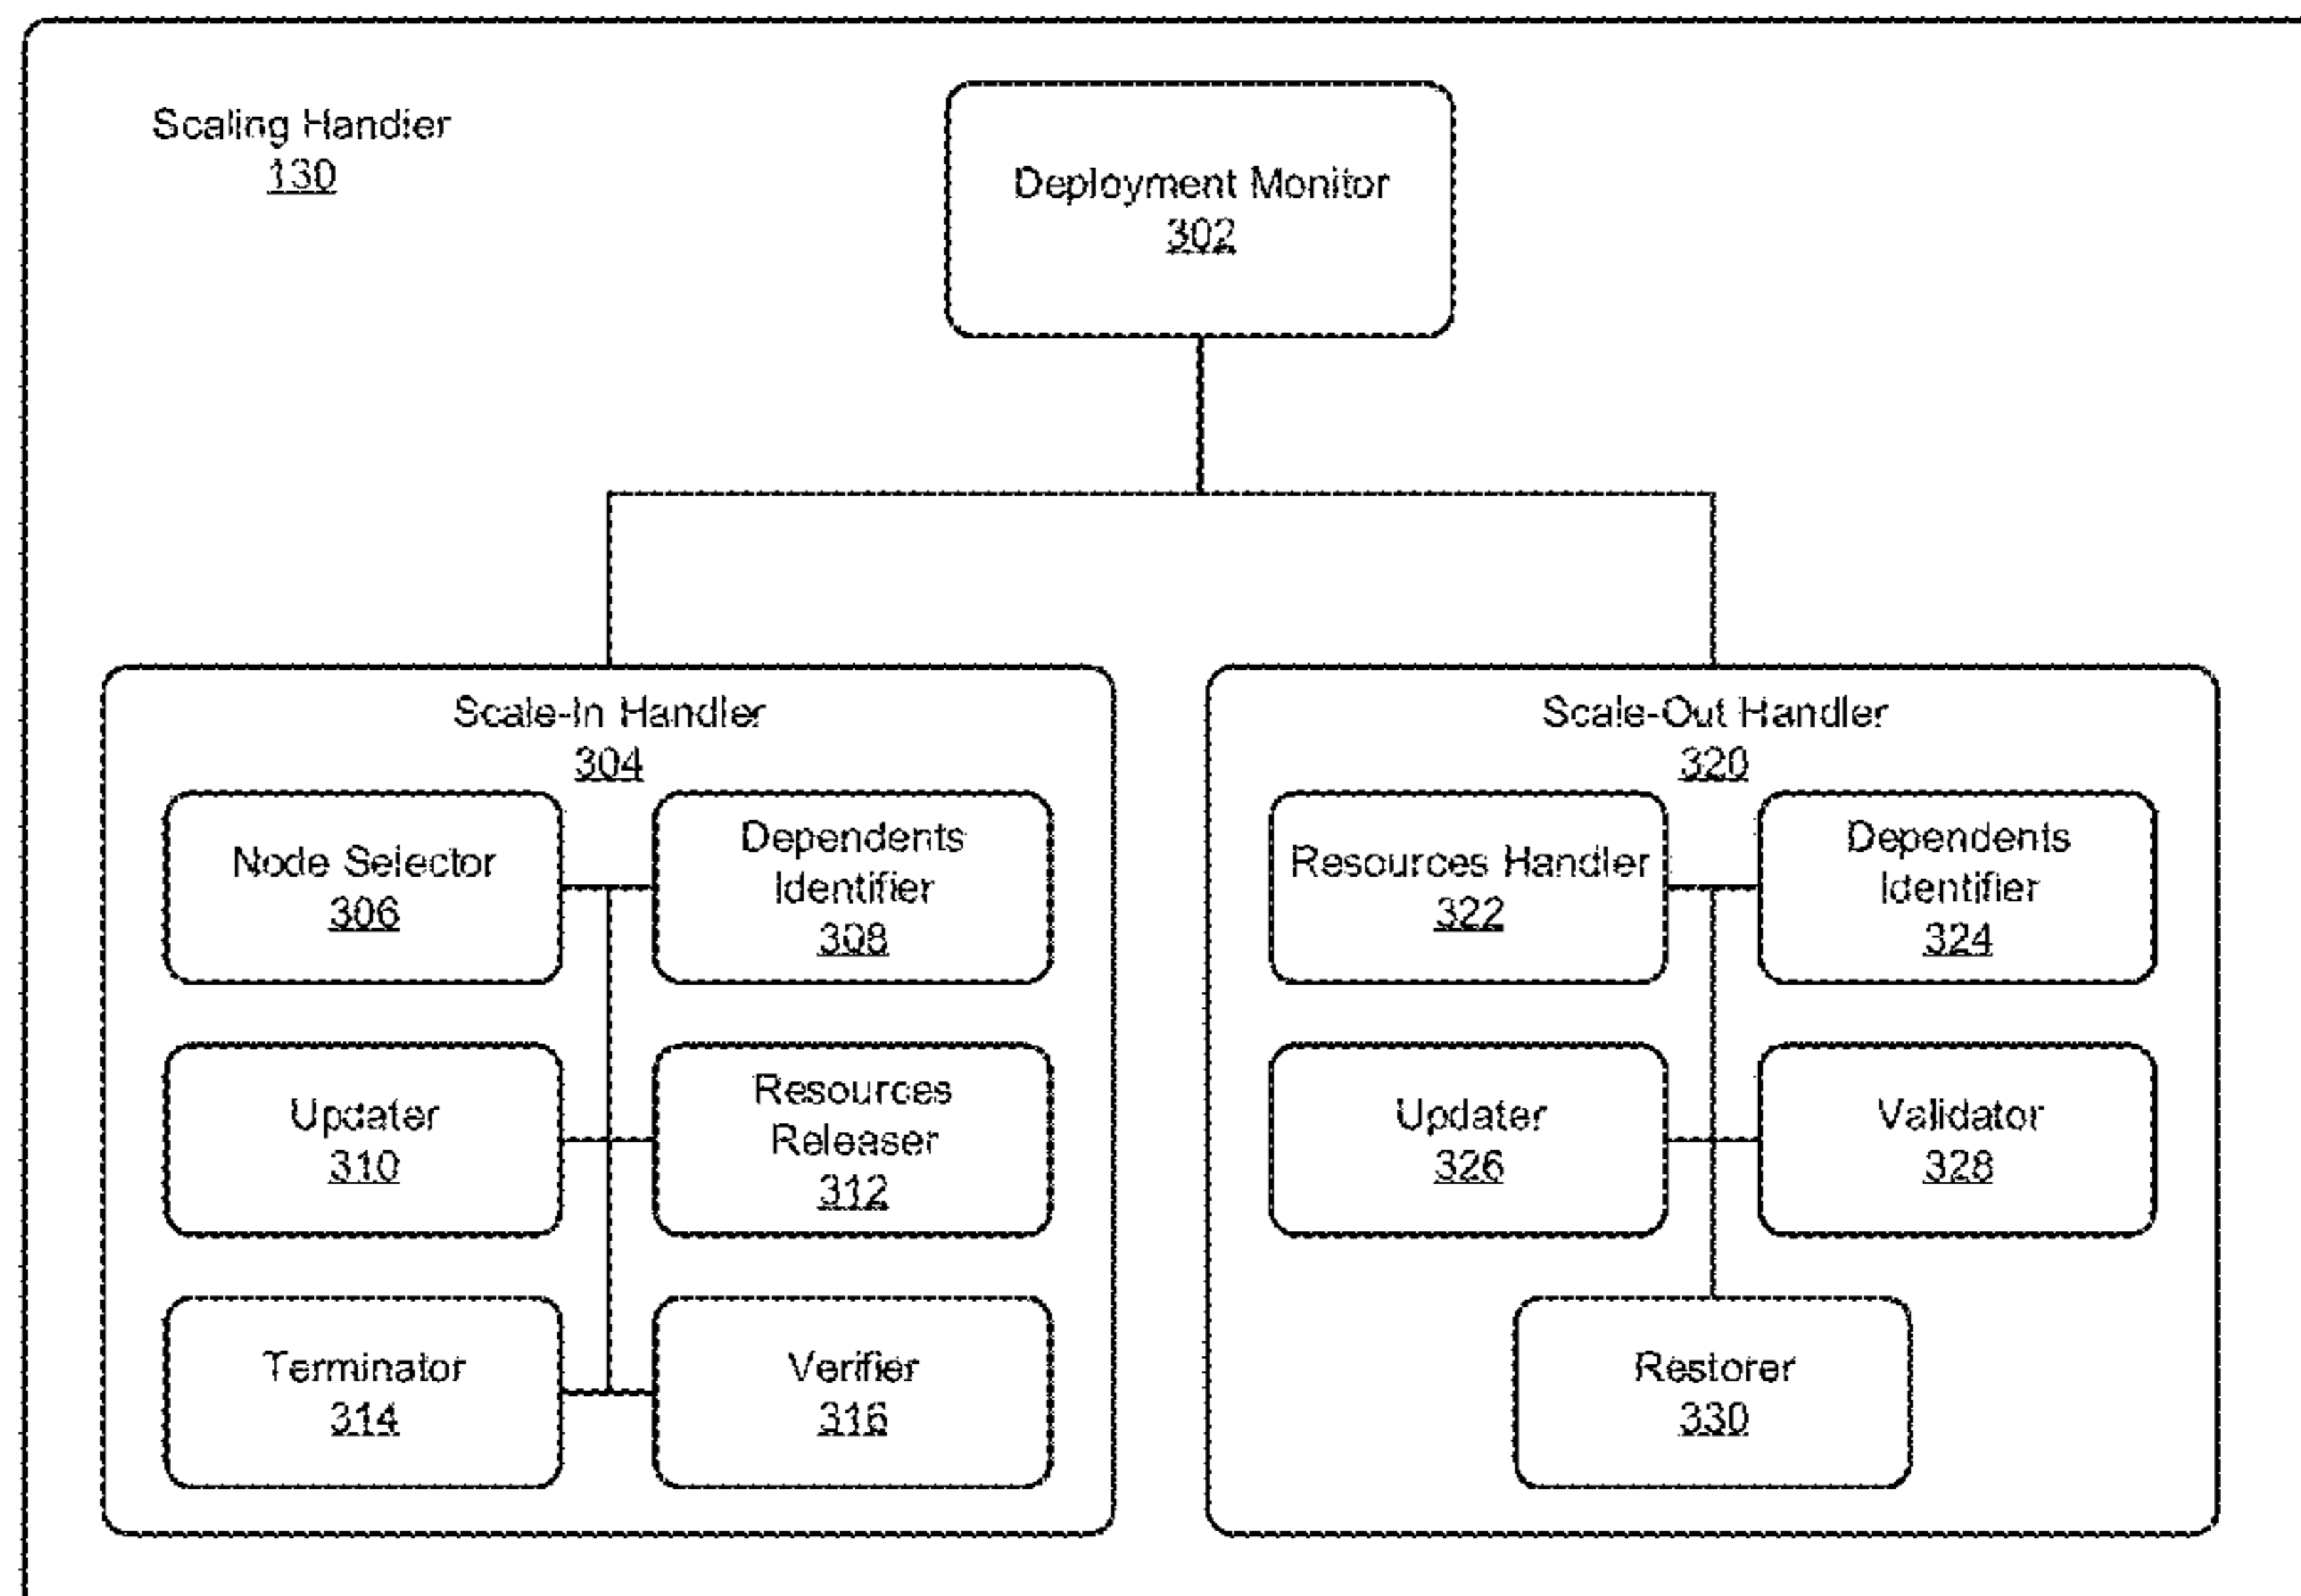 Scaling Handler
130
Deployment Monitor
302
Scale-In Handler
304
Node Selector
306
Dependents
Identifier
308
Updater
310
Resources
Releaser
312
Terminator
314
Verifier
316
Scale-Out Handler
320
Resources Handler
322
Dependents
Identifier
324
Updater
326
Validator
328
Restorer
330